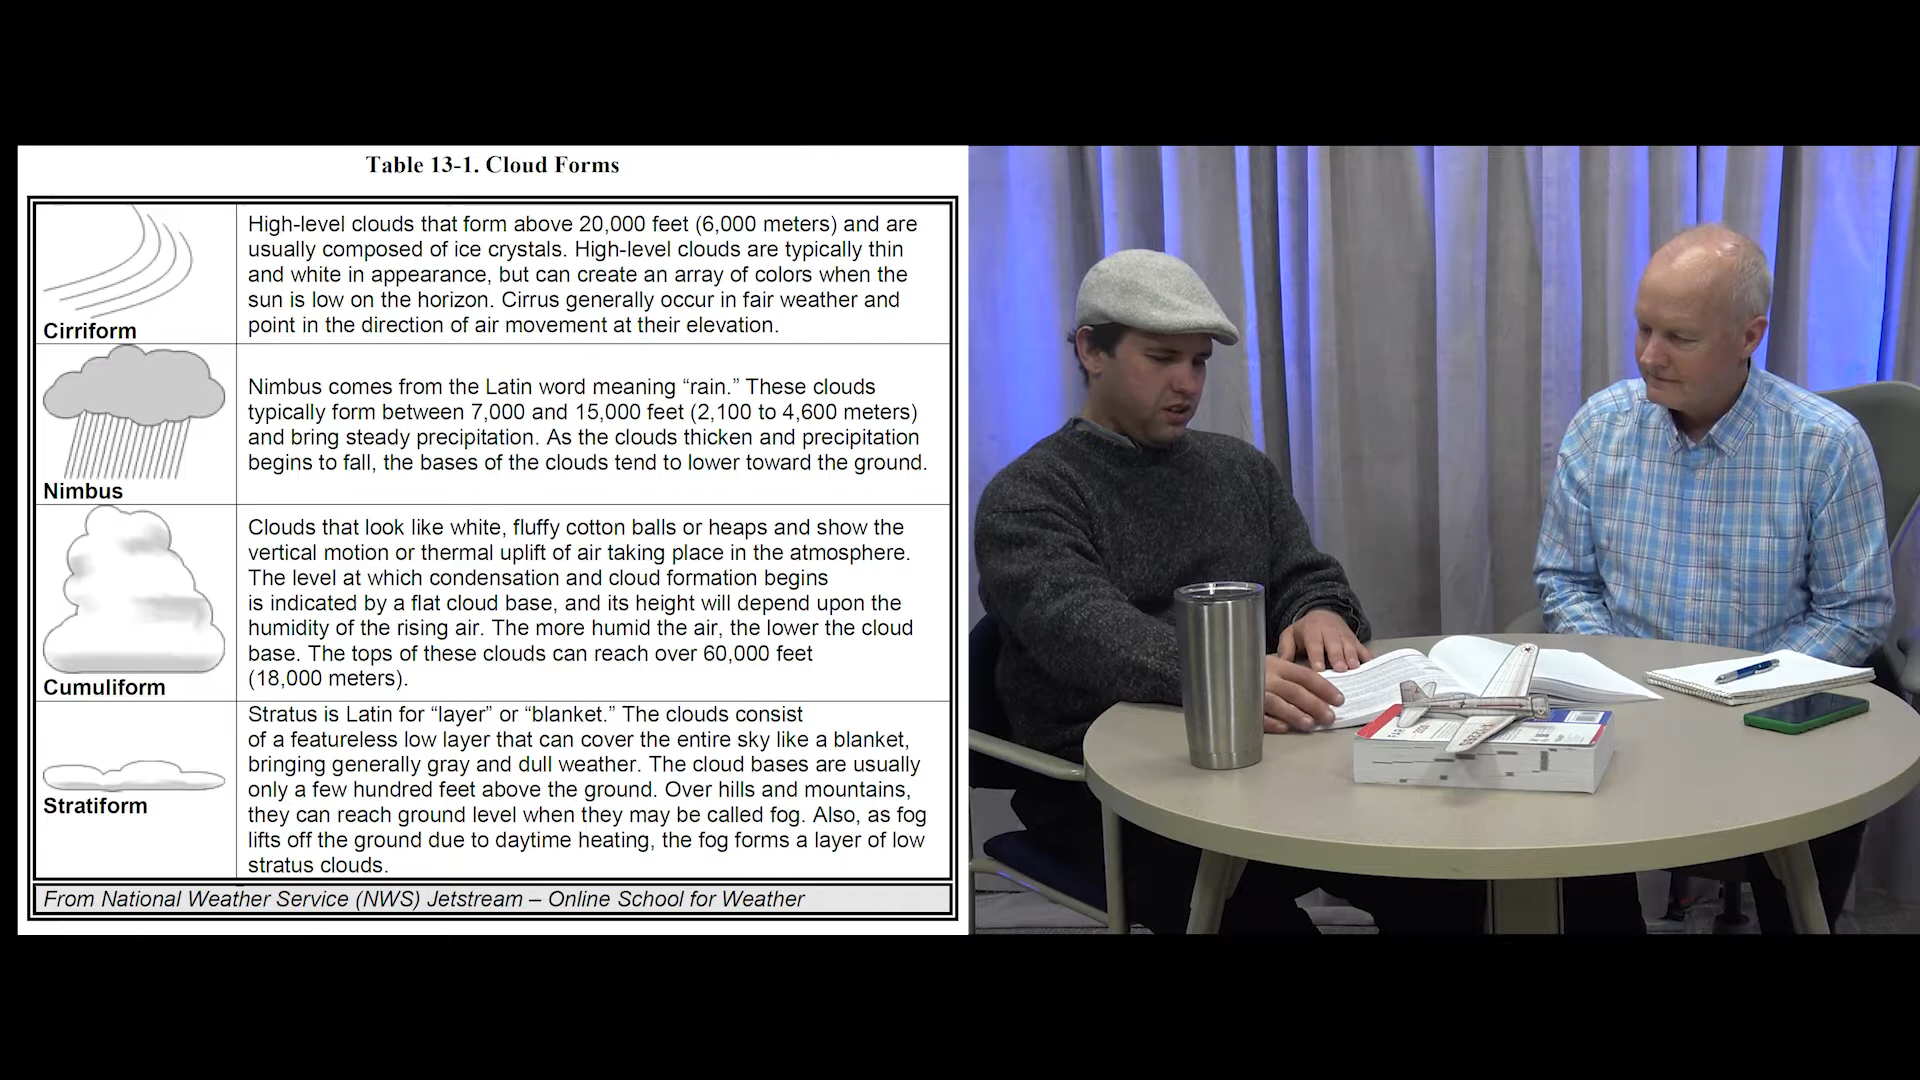 Table 13-1. Cloud Forms
Cirriform
High-level clouds that form above 20,000 feet (6,000 meters) and are
usually composed of ice crystals. High-level clouds are typically thin
and white in appearance, but can create an array of colors when the
sun is low on the horizon. Cirrus generally occur in fair weather and
point in the direction of air movement at their elevation.
Nimbus
Nimbus comes from the Latin word meaning “rain.” These clouds
typically form between 7,000 and 15,000 feet (2,100 to 4,600 meters)
and bring steady precipitation. As the clouds thicken and precipitation
begins to fall, the bases of the clouds tend to lower toward the ground.
Cumuliform
Clouds that look like white, fluffy cotton balls or heaps and show the
vertical motion or thermal uplift of air taking place in the atmosphere.
The level at which condensation and cloud formation begins
is indicated by a flat cloud base, and its height will depend upon the
humidity of the rising air. The more humid the air, the lower the cloud
base. The tops of these clouds can reach over 60,000 feet
(18,000 meters).
Stratiform
Stratus is Latin for “layer” or “blanket.” The clouds consist
of a featureless low layer that can cover the entire sky like a blanket,
bringing generally gray and dull weather. The cloud bases are usually
only a few hundred feet above the ground. Over hills and mountains,
they can reach ground level when they may be called fog. Also, as fog
lifts off the ground due to daytime heating, the fog forms a layer of low
stratus clouds.
From National Weather Service (NWS) Jetstream – Online School for Weather